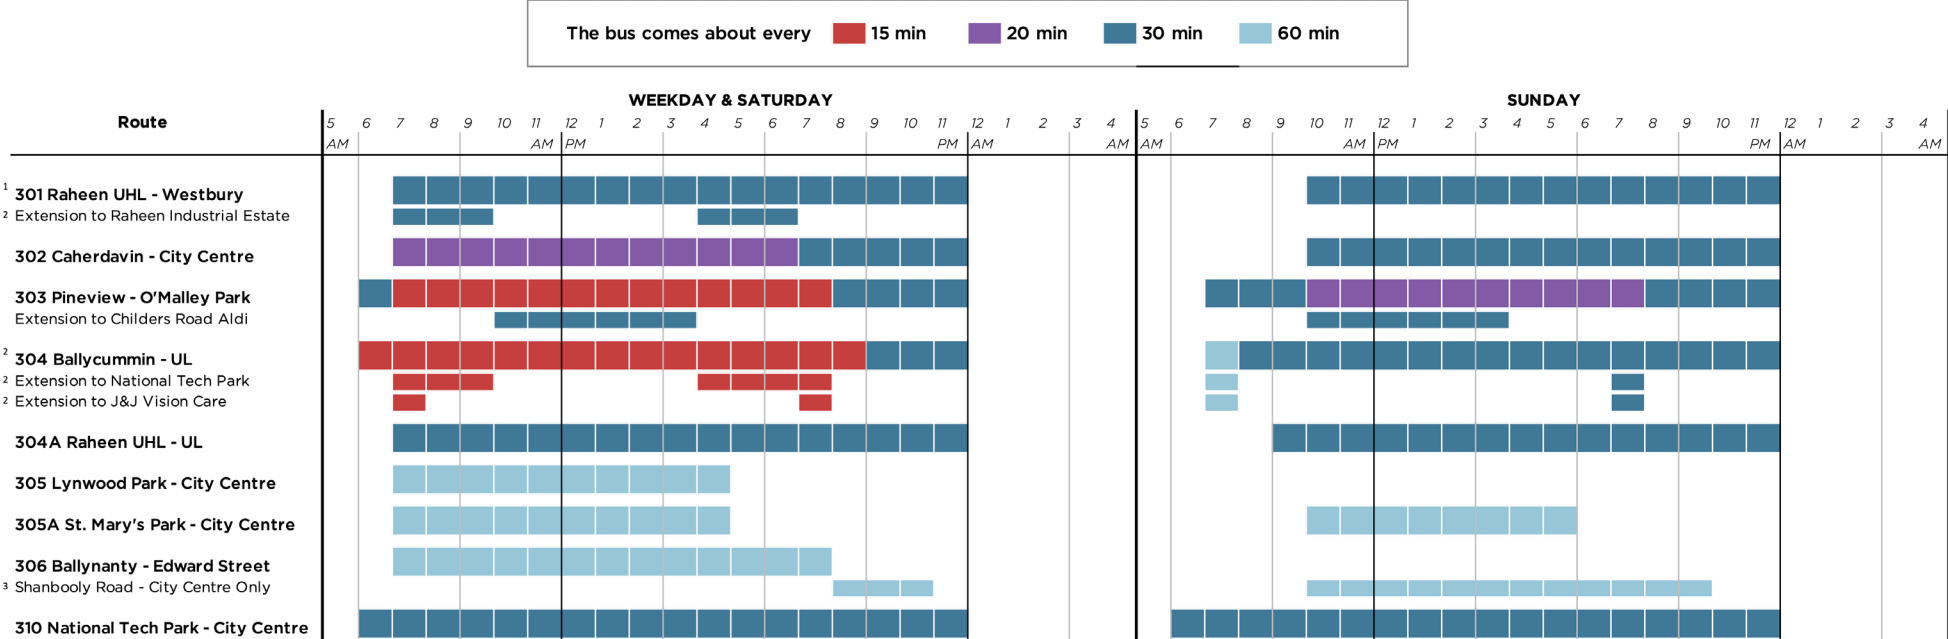 The bus comes about every 15 min 20 min 30 min 60 min
WEEKDAY & SATURDAY SUNDAY
Route 5 6 7 8 9 10 11 12 1 2 3 4 5 6 7 8 9 10 11 12 1 2 3 4 5 6 7 8 9 10 11 12 1 2 3 4 5 6 7 8 9 10 11 12 1 2 3 4
AM AM PM PM AM AM AM AM PM PM AM AM
1 301 Raheen UHL - Westbury
2 Extension to Raheen Industrial Estate
302 Caherdavin - City Centre
303 Pineview - O'Malley Park
Extension to Childers Road Aldi
2 304 Ballycummin - UL
2 Extension to National Tech Park
2 Extension to J&J Vision Care
304A Raheen UHL - UL
305 Lynwood Park - City Centre
305A St. Mary's Park - City Centre
306 Ballynanty - Edward Street
3 Shanbooly Road - City Centre Only
310 National Tech Park - City Centre